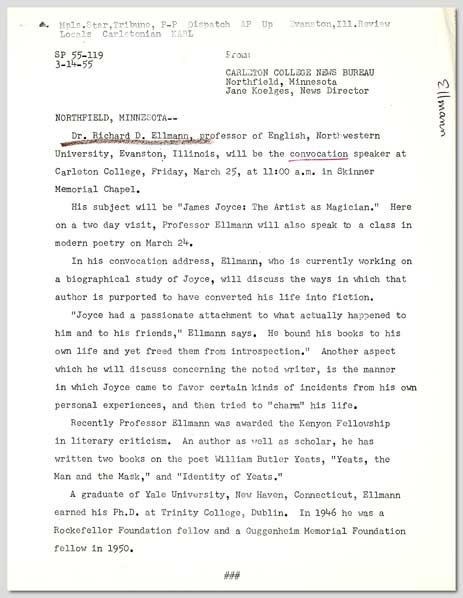 Mpls.Star,Tribune, P-P Dispatch AP Up Evanston,Ill.Review
Locals Carletonian KARL
SP 55-119
3-14-55
From:
CARLETON COLLEGE NEWS BUREAU
Northfield, Minnesota
Jane Koelges, News Director
Ellmann
NORTHFIELD, MINNESOTA--
Dr. Richard D. Ellmann, professor of English, Northwestern
University, Evanston, Illinois, will be the convocation speaker at
Carleton College, Friday, March 25, at 11:00 a.m. in Skinner
Memorial Chapel.
His subject will be "James Joyce: The Artist as Magician." Here
on a two day visit, Professor Ellmann will also speak to a class in
modern poetry on March 24.
In his convocation address, Ellmann, who is currently working on
a biographical study of Joyce, will discuss the ways in which that
author is purported to have converted his life into fiction.
"Joyce had a passionate attachment to what actually happened to
him and to his friends," Ellmann says. He bound his books to his
own life and yet freed them from introspection." Another aspect
which he will discuss concerning the noted writer, is the manner
in which Joyce came to favor certain kinds of incidents from his own
personal experiences, and then tried to "charm" his life.
Recently Professor Ellmann was awarded the Kenyon Fellowship
in literary criticism. An author as well as scholar, he has
written two books on the poet William Butler Yeats, "Yeats, the
Man and the Mask," and "Identity of Yeats."
A graduate of Yale University, New Haven, Connecticut, Ellmann
earned his Ph.D. at Trinity College, Dublin. In 1946 he was a
Rockefeller Foundation fellow and a Guggenheim Memorial Foundation
fellow in 1950.
###